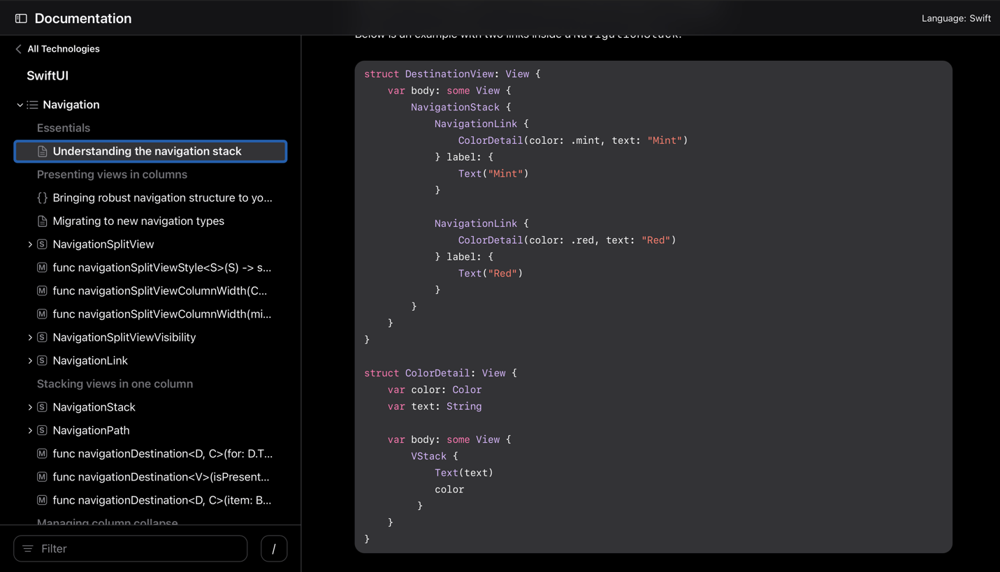 Documentation
Language: Swift
All Technologies
SwiftUI
Navigation
Essentials
Understanding the navigation stack
Presenting views in columns
{} Bringing robust navigation structure to yo...
Migrating to new navigation types
S NavigationSplitView
M func navigationSplitViewStyle<S>(S) -> s...
M func navigationSplitViewColumnWidth(C...
M func navigationSplitViewColumnWidth(mi...
S NavigationSplitViewVisibility
S NavigationLink
Stacking views in one column
S NavigationStack
S NavigationPath
M func navigationDestination<D, C>(for: D.T...
M func navigationDestination<V>(isPresent...
M func navigationDestination<D, C>(item: B...
Managing column collapse
Filter
/
Below is an example with two links inside a NavigationStack.
struct DestinationView: View {
    var body: some View {
        NavigationStack {
            NavigationLink {
                ColorDetail(color: .mint, text: "Mint")
            } label: {
                Text("Mint")
            }

            NavigationLink {
                ColorDetail(color: .red, text: "Red")
            } label: {
                Text("Red")
            }
        }
    }
}

struct ColorDetail: View {
    var color: Color
    var text: String

    var body: some View {
        VStack {
            Text(text)
            color
         }
    }
}